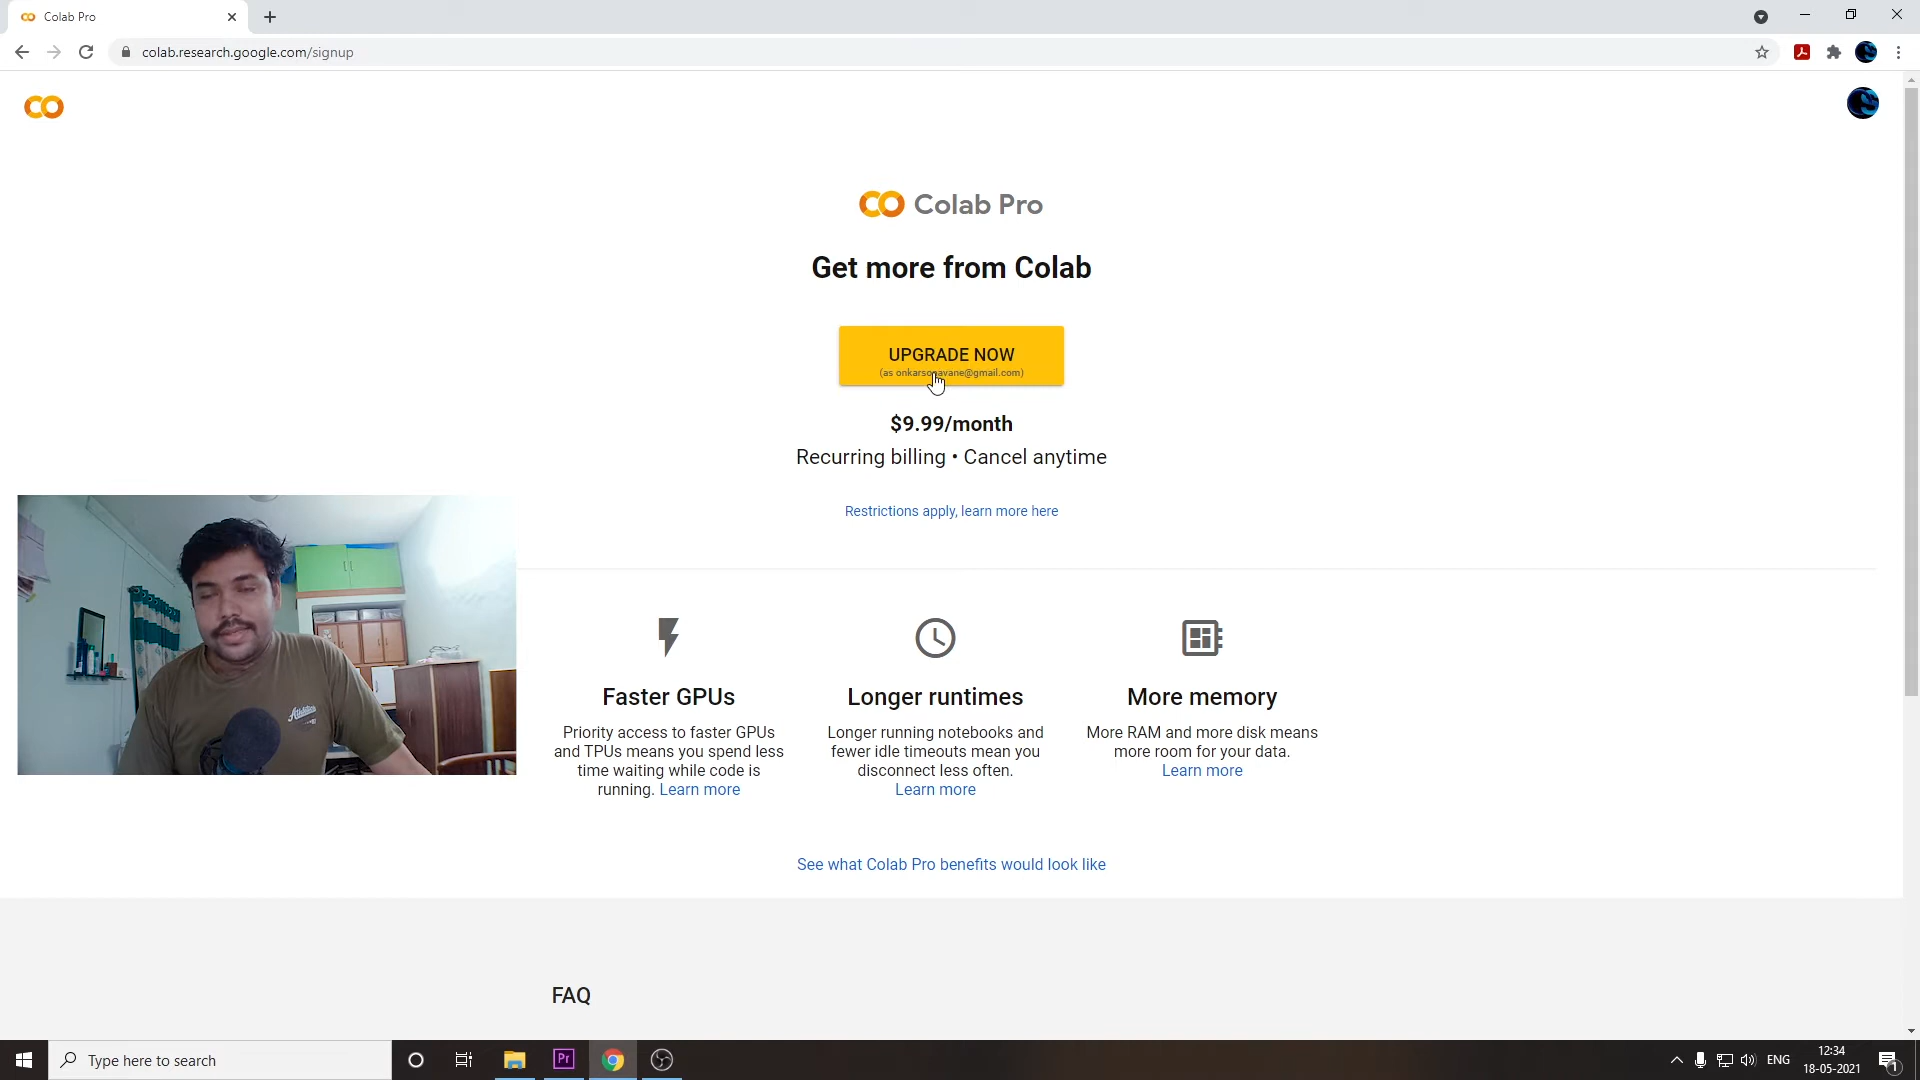 Colab Pro
colab.research.google.com/signup
Colab Pro
Get more from Colab
UPGRADE NOW
$9.99/month
Recurring billing • Cancel anytime
Restrictions apply, learn more here
Faster GPUs
Priority access to faster GPUs
and TPUs means you spend less
time waiting while code is
running. Learn more
Longer runtimes
Longer running notebooks and
fewer idle timeouts mean you
disconnect less often.
Learn more
More memory
More RAM and more disk means
more room for your data.
Learn more
See what Colab Pro benefits would look like
FAQ
Type here to search
Pr
ENG
12:34
18-05-2021
1